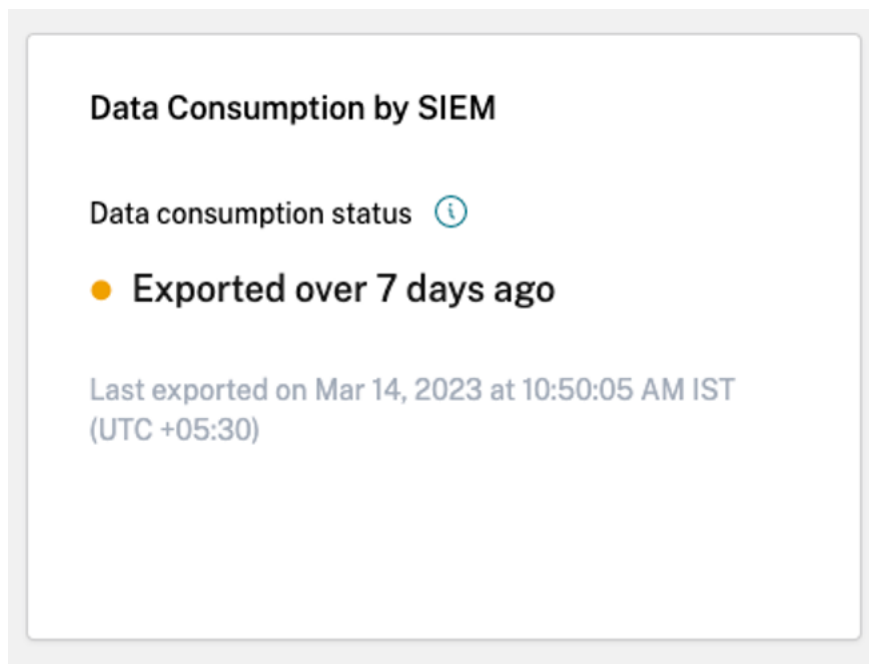 Data Consumption by SIEM
Data consumption status
Exported over 7 days ago
Last exported on Mar 14, 2023 at 10:50:05 AM IST
(UTC +05:30)